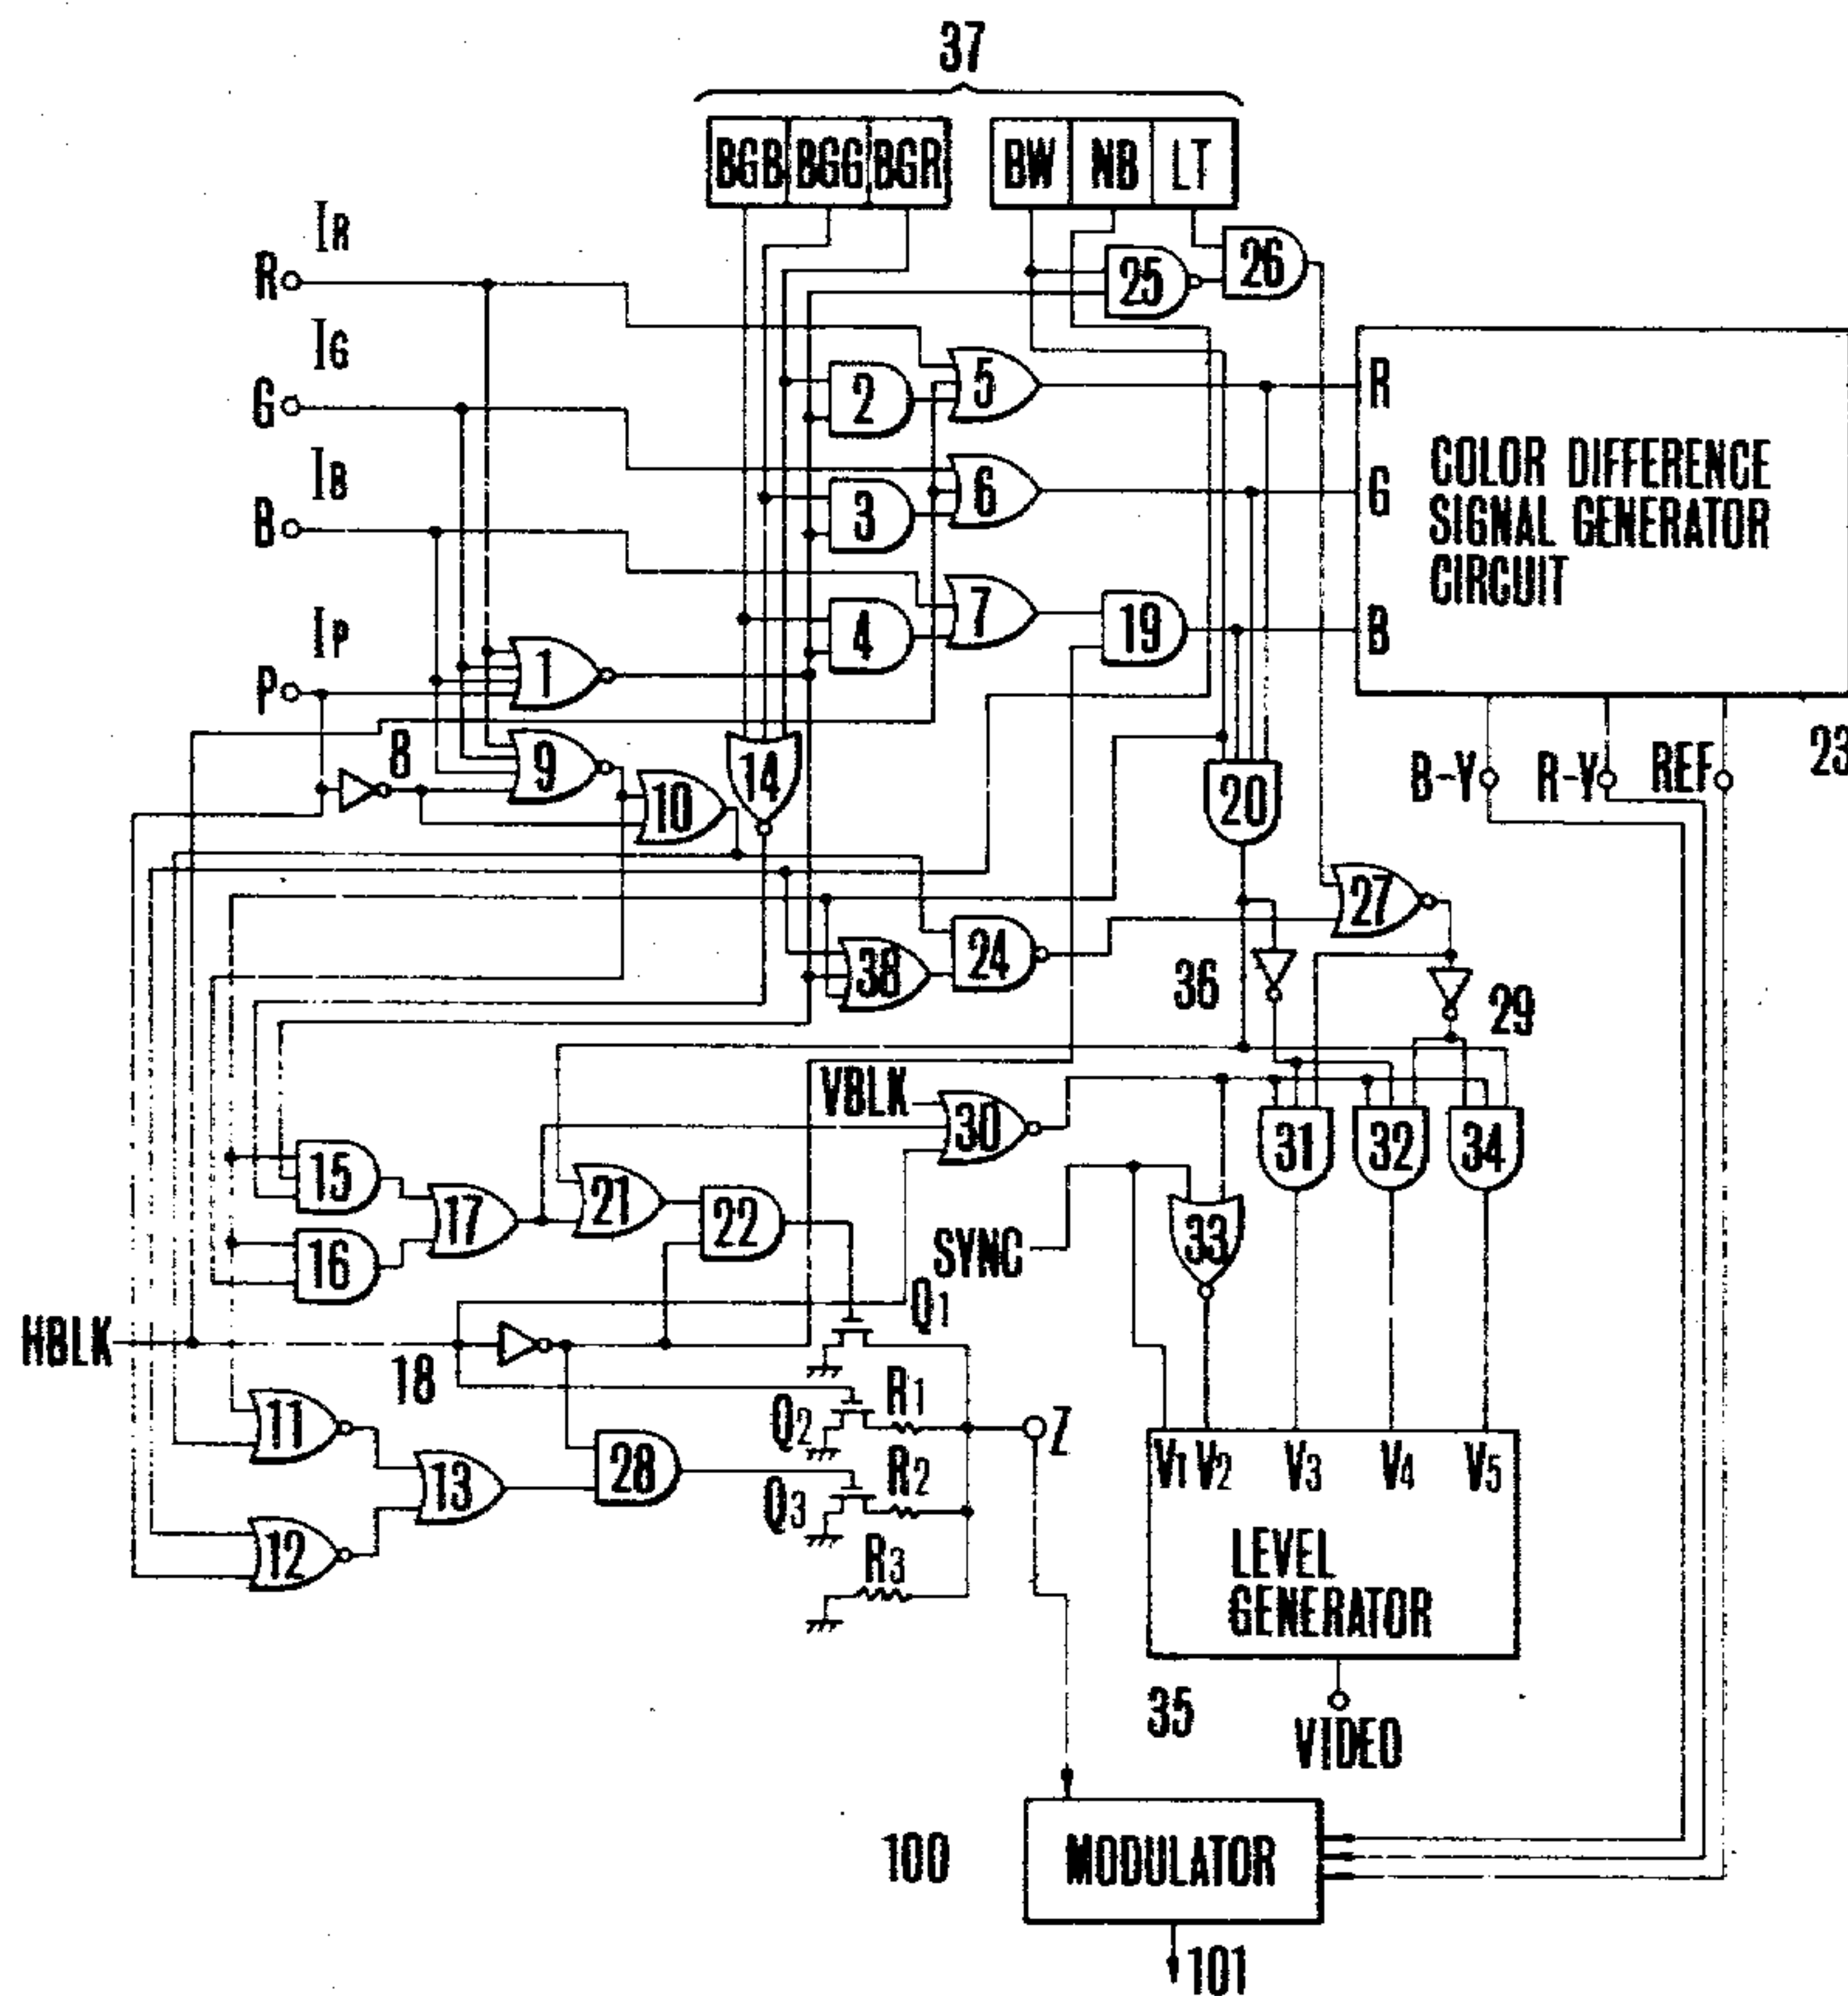 37
BGB BGG BGR BW NB LT
IR
R
IG
G
IB
B
IP
P
25
26
2
5
3
6
4
7
19
1
8
9
10
14
20
R
G
B
COLOR DIFFERENCE
SIGNAL GENERATOR
CIRCUIT
B-Y
R-Y
REF
23
27
38
24
36
29
VBLK
30
31
32
34
15
16
17
21
22
SYNC
33
HBLK
18
Q1
11
12
13
28
Q2
R1
Q3
R2
R3
Z
V1 V2 V3 V4 V5
LEVEL
GENERATOR
35
VIDEO
100
MODULATOR
101